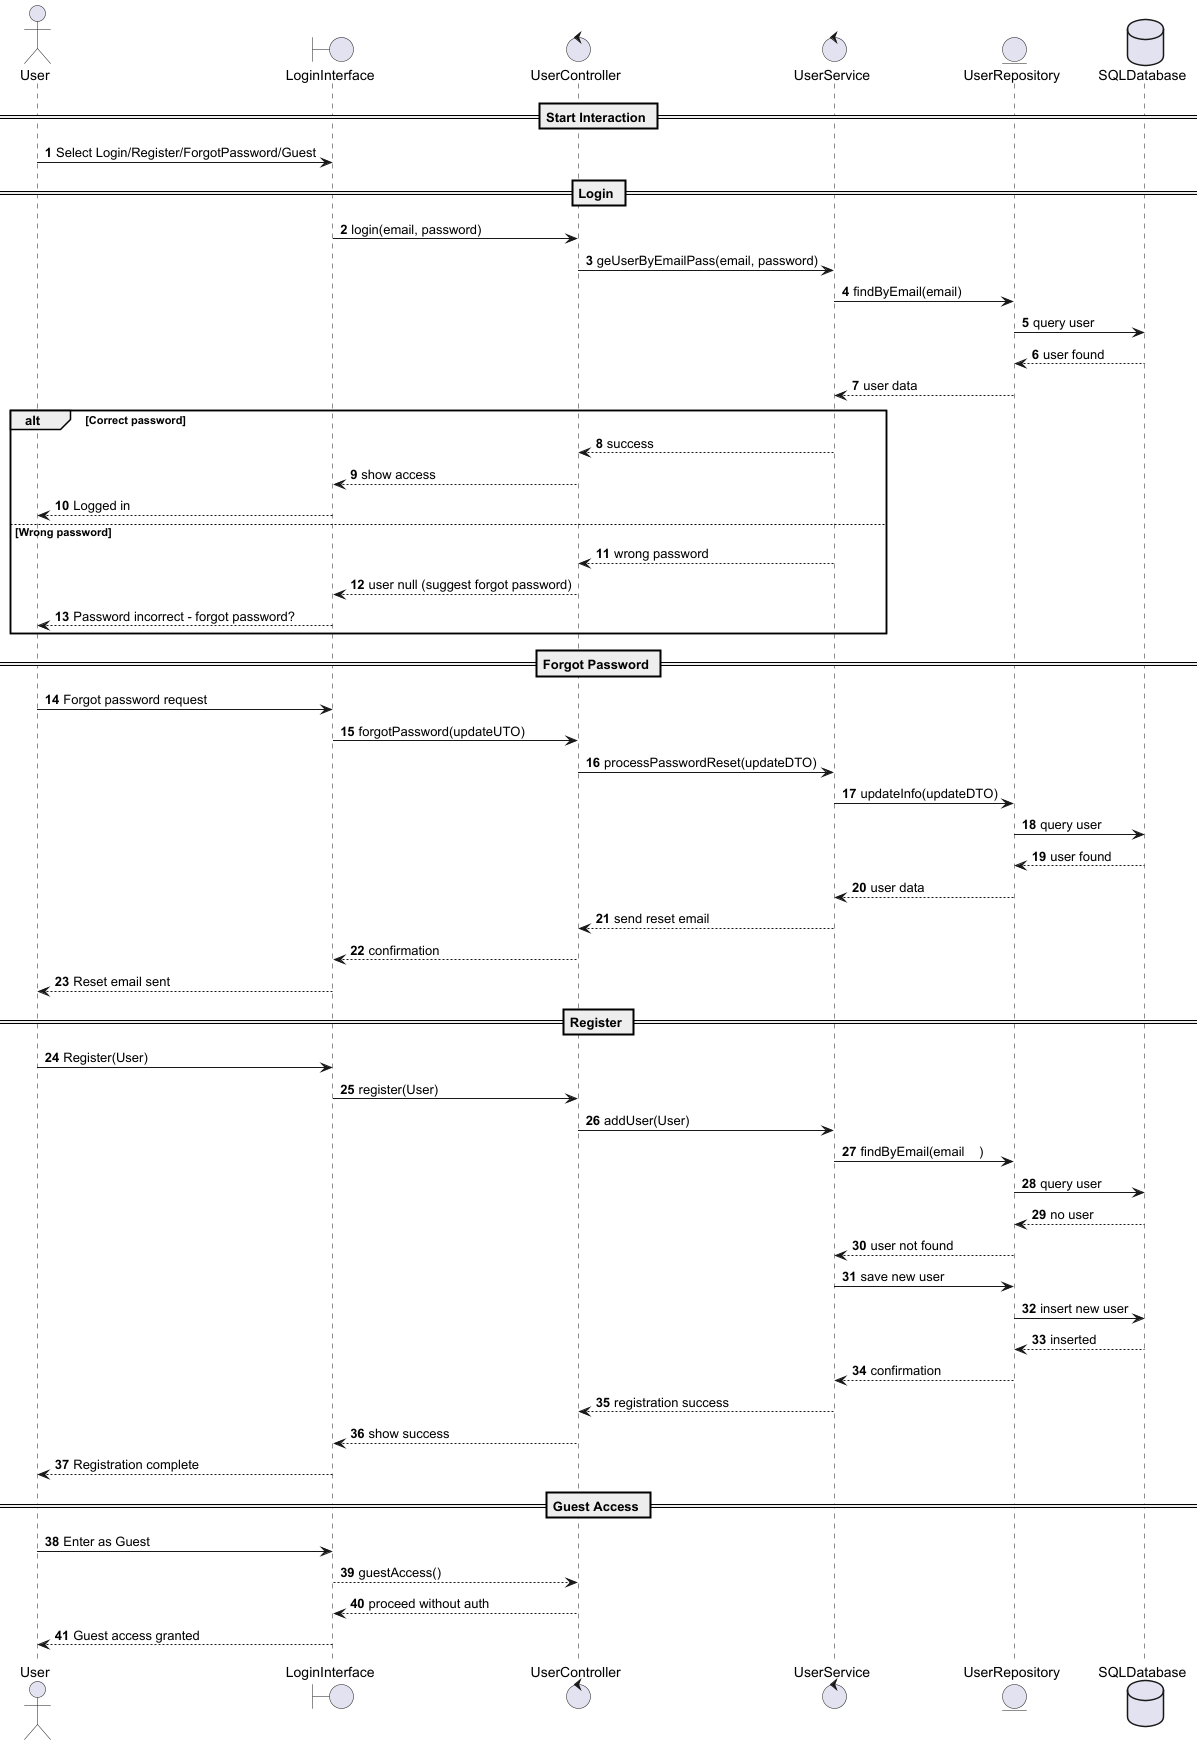 User
LoginInterface
UserController
UserService
UserRepository
SQLDatabase
Start Interaction
1 Select Login/Register/ForgotPassword/Guest
Login
2 login(email, password)
3 geUserByEmailPass(email, password)
4 findByEmail(email)
5 query user
6 user found
7 user data
alt [Correct password]
8 success
9 show access
10 Logged in
[Wrong password]
11 wrong password
12 user null (suggest forgot password)
13 Password incorrect - forgot password?
Forgot Password
14 Forgot password request
15 forgotPassword(updateUTO)
16 processPasswordReset(updateDTO)
17 updateInfo(updateDTO)
18 query user
19 user found
20 user data
21 send reset email
22 confirmation
23 Reset email sent
Register
24 Register(User)
25 register(User)
26 addUser(User)
27 findByEmail(email    )
28 query user
29 no user
30 user not found
31 save new user
32 insert new user
33 inserted
34 confirmation
35 registration success
36 show success
37 Registration complete
Guest Access
38 Enter as Guest
39 guestAccess()
40 proceed without auth
41 Guest access granted
User
LoginInterface
UserController
UserService
UserRepository
SQLDatabase